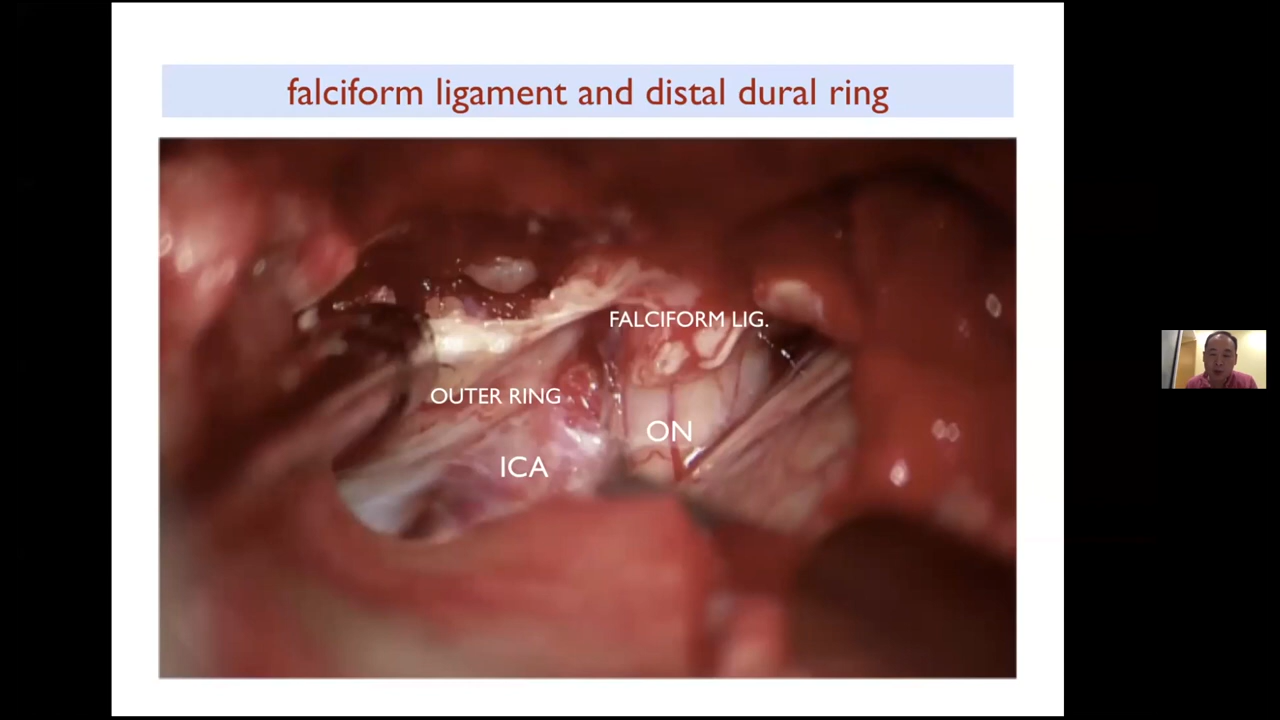 falciform ligament and distal dural ring
FALCIFORM LIG.
OUTER RING
ON
ICA